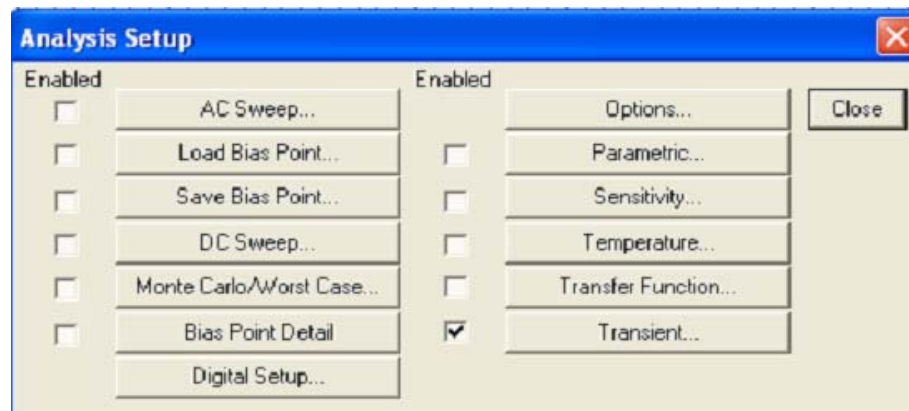 Analysis Setup
Enabled
AC Sweep...
Load Bias Point...
Save Bias Point...
DC Sweep...
Monte Carlo/Worst Case...
Bias Point Detail
Digital Setup...
Enabled
Options...
Parametric...
Sensitivity...
Temperature...
Transfer Function...
Transient...
Close